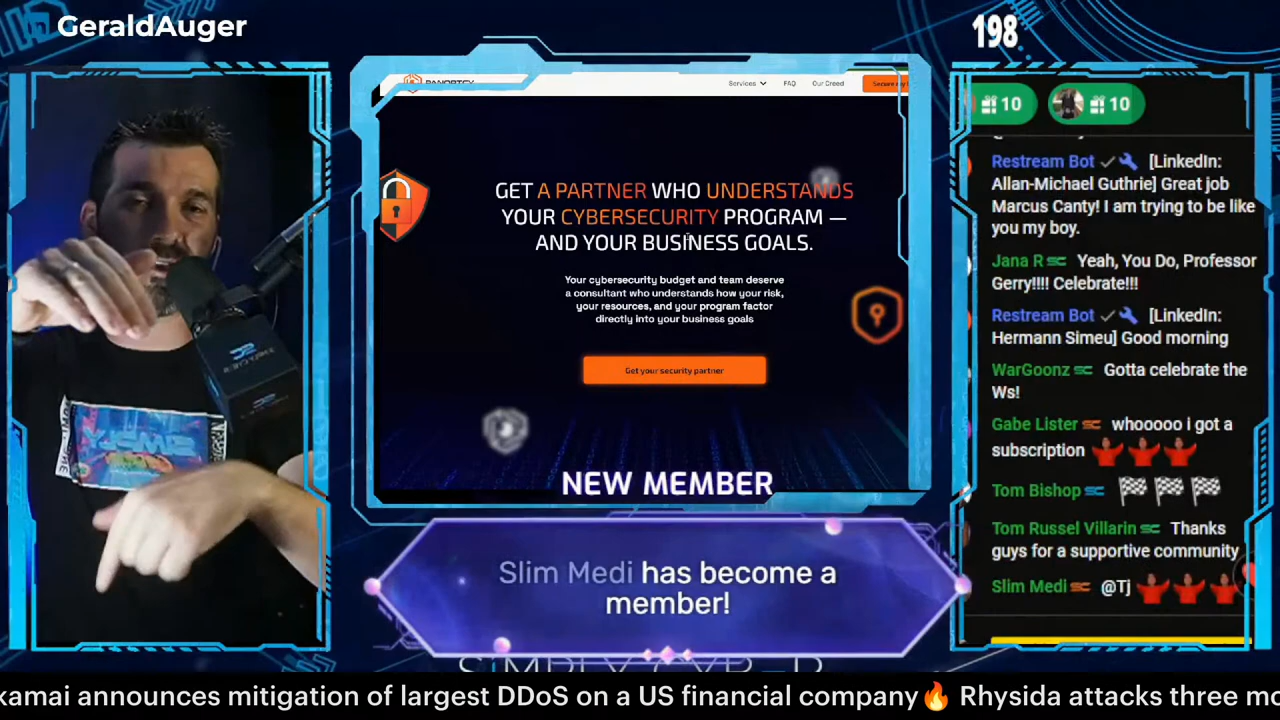 GeraldAuger
198
Services
FAQ
Our Creed
GET A PARTNER WHO UNDERSTANDS
YOUR CYBERSECURITY PROGRAM —
AND YOUR BUSINESS GOALS.
Your cybersecurity budget and team deserve
a consultant who understands how your risk,
your resources, and your program factor
directly into your business goals
Get your security partner
NEW MEMBER
Slim Medi has become a
member!
10
10
Restream Bot [LinkedIn:
Allan-Michael Guthrie] Great job
Marcus Canty! I am trying to be like
you my boy.
Jana R Yeah, You Do, Professor
Gerry!!!! Celebrate!!!
Restream Bot [LinkedIn:
Hermann Simeu] Good morning
WarGoonz Gotta celebrate the
Ws!
Gabe Lister whooooo i got a
subscription
Tom Bishop
Tom Russel Villarin Thanks
guys for a supportive community
Slim Medi @Tj
SIMPLY CYBER
kamai announces mitigation of largest DDoS on a US financial company🔥 Rhysida attacks three mo